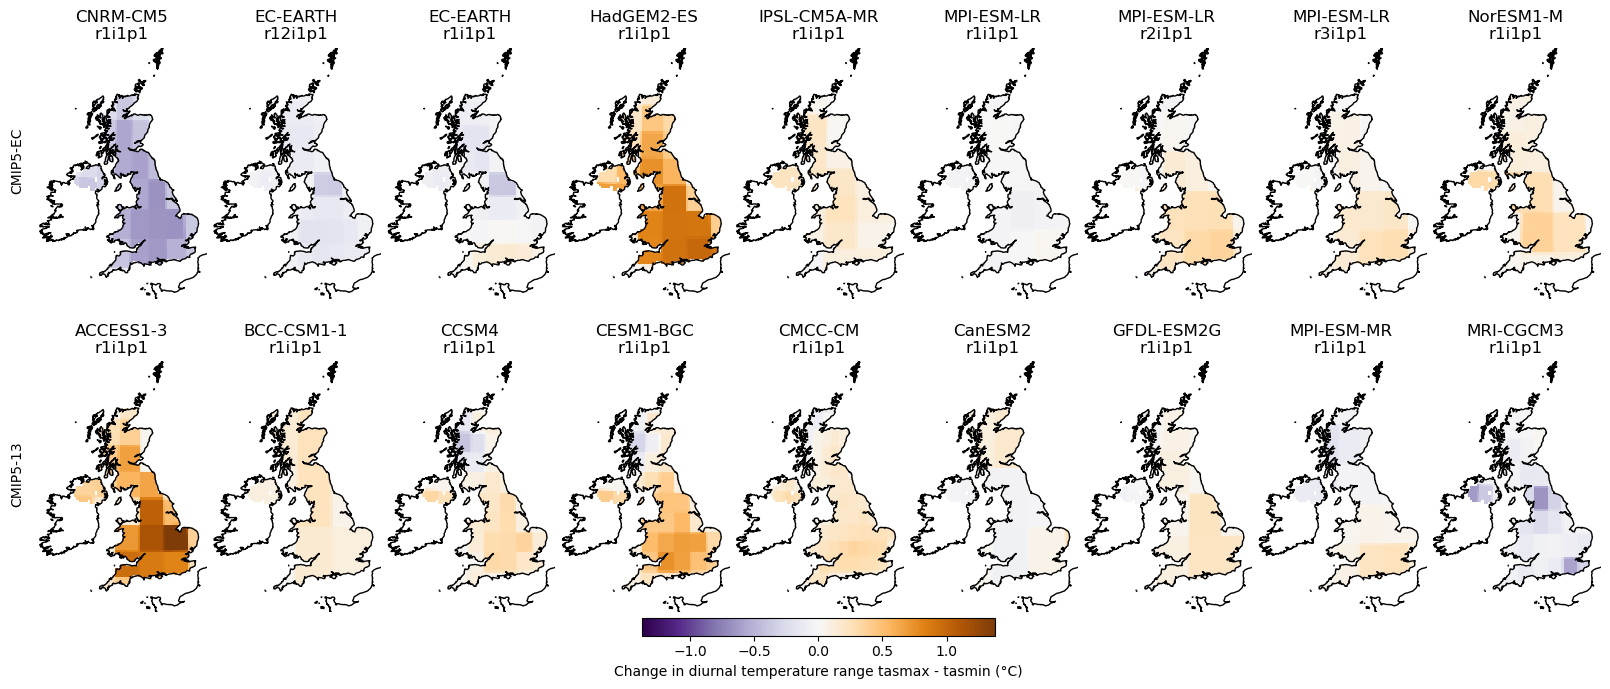 CNRM-CM5
r1i1p1
EC-EARTH
r12i1p1
EC-EARTH
r1i1p1
HadGEM2-ES
r1i1p1
IPSL-CM5A-MR
r1i1p1
MPI-ESM-LR
r1i1p1
MPI-ESM-LR
r2i1p1
MPI-ESM-LR
r3i1p1
NorESM1-M
r1i1p1
CMIP5-EC
ACCESS1-3
r1i1p1
BCC-CSM1-1
r1i1p1
CCSM4
r1i1p1
CESM1-BGC
r1i1p1
CMCC-CM
r1i1p1
CanESM2
r1i1p1
GFDL-ESM2G
r1i1p1
MPI-ESM-MR
r1i1p1
MRI-CGCM3
r1i1p1
CMIP5-13
−1.0 −0.5 0.0 0.5 1.0
Change in diurnal temperature range tasmax - tasmin (°C)